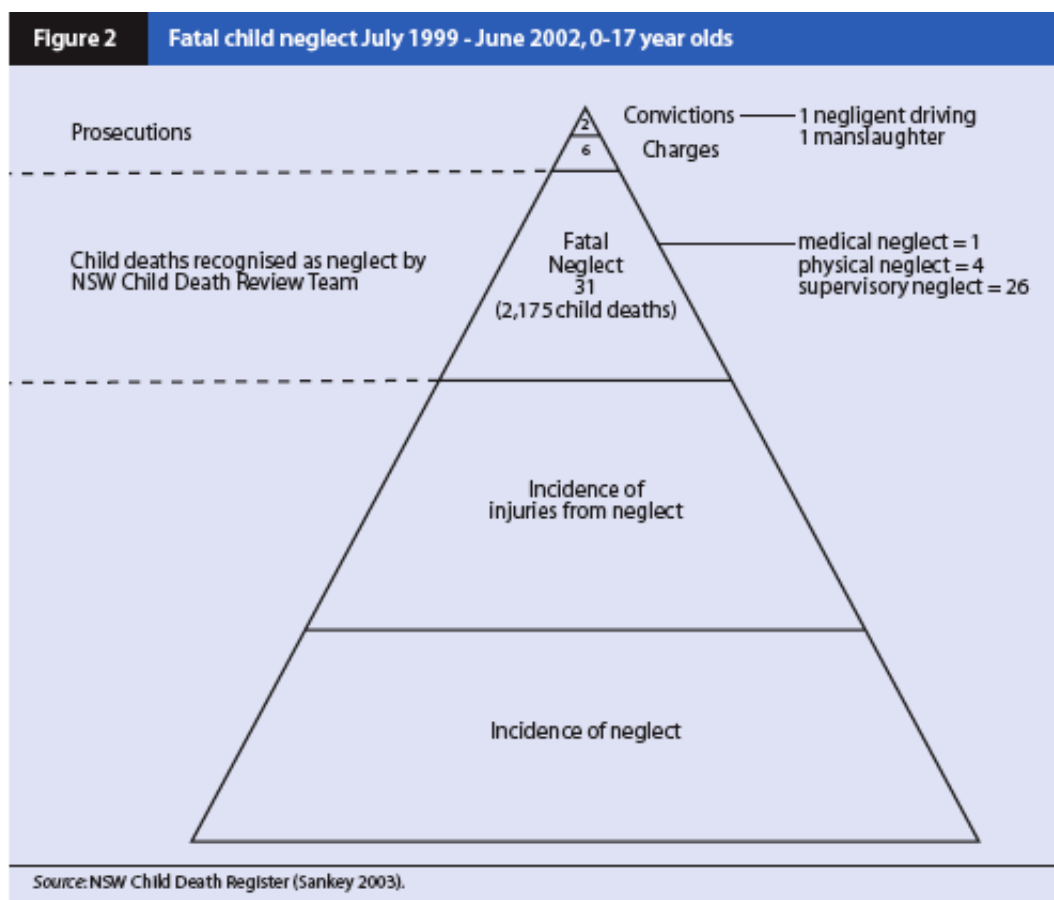 Figure 2 Fatal child neglect July 1999 - June 2002, 0-17 year olds
Prosecutions
2
6
Convictions
Charges
1 negligent driving
1 manslaughter
Child deaths recognised as neglect by
NSW Child Death Review Team
Fatal
Neglect
31
(2,175 child deaths)
medical neglect = 1
physical neglect = 4
supervisory neglect = 26
Incidence of
injuries from neglect
Incidence of neglect
Source: NSW Child Death Register (Sankey 2003).